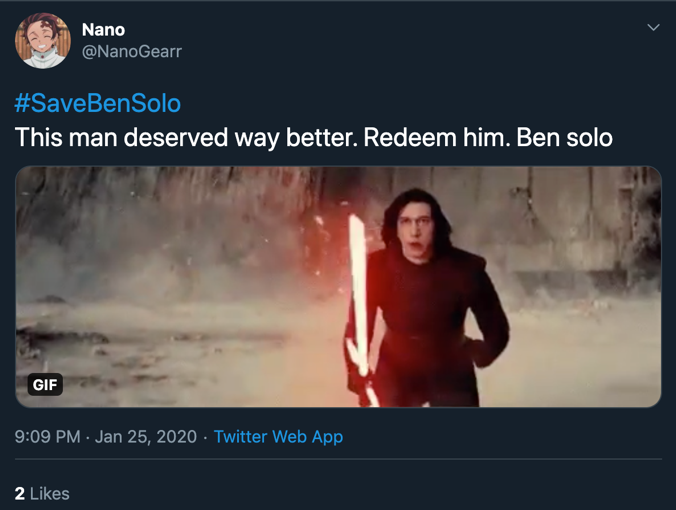 Nano
@NanoGearr
#SaveBenSolo
This man deserved way better. Redeem him. Ben solo
GIF
9:09 PM · Jan 25, 2020 · Twitter Web App
2 Likes